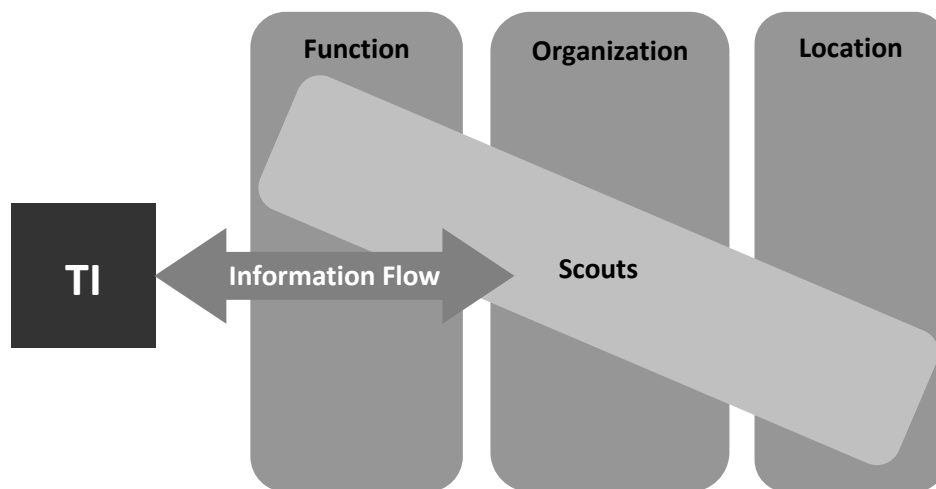 Function
Organization
Location
TI
Information Flow
Scouts